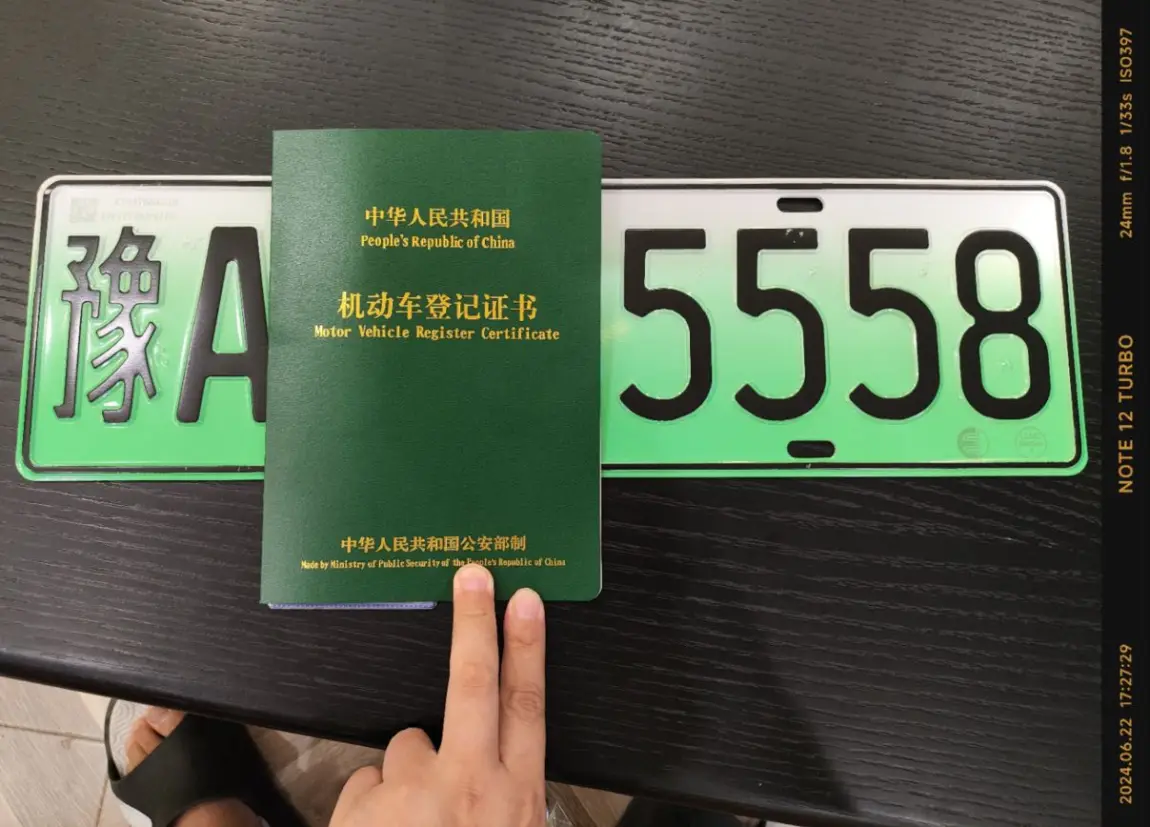 豫A
5558
中华人民共和国
People's Republic of China
机动车登记证书
Motor Vehicle Register Certificate
中华人民共和国公安部制
Made by Ministry of Public Security of the People's Republic of China
24mm f/1.8 1/33s ISO397
NOTE 12 TURBO
2024.06.22 17:27:29